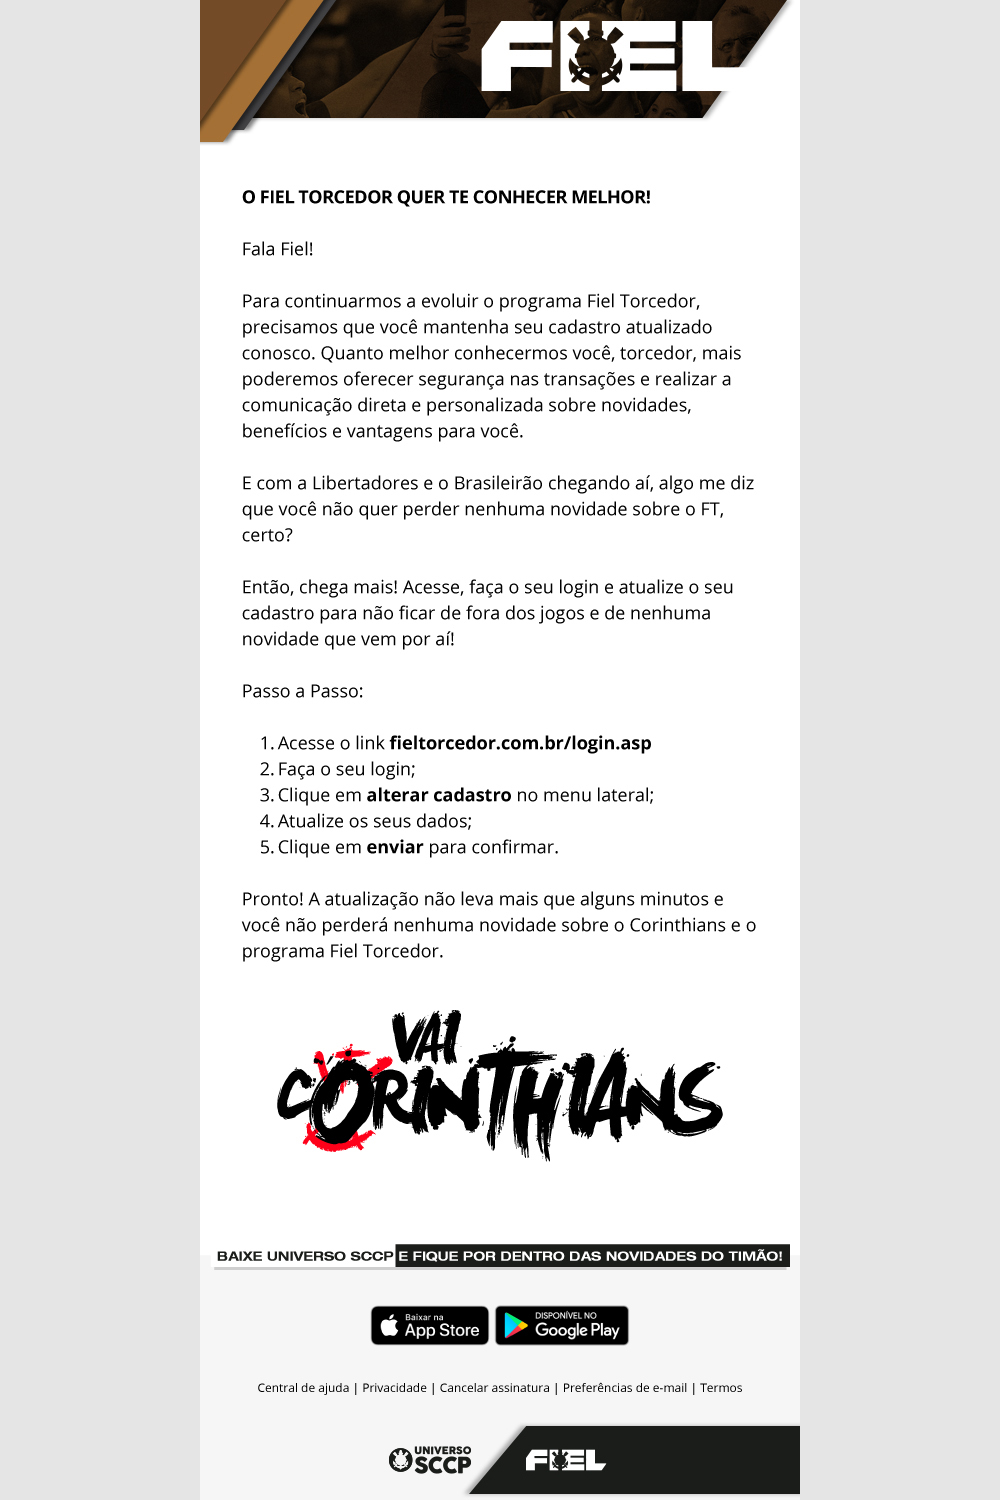 FIEL
O FIEL TORCEDOR QUER TE CONHECER MELHOR!
Fala Fiel!
Para continuarmos a evoluir o programa Fiel Torcedor,
precisamos que você mantenha seu cadastro atualizado
conosco. Quanto melhor conhecermos você, torcedor, mais
poderemos oferecer segurança nas transações e realizar a
comunicação direta e personalizada sobre novidades,
benefícios e vantagens para você.
E com a Libertadores e o Brasileirão chegando aí, algo me diz
que você não quer perder nenhuma novidade sobre o FT,
certo?
Então, chega mais! Acesse, faça o seu login e atualize o seu
cadastro para não ficar de fora dos jogos e de nenhuma
novidade que vem por aí!
Passo a Passo:
1. Acesse o link fieltorcedor.com.br/login.asp
2. Faça o seu login;
3. Clique em alterar cadastro no menu lateral;
4. Atualize os seus dados;
5. Clique em enviar para confirmar.
Pronto! A atualização não leva mais que alguns minutos e
você não perderá nenhuma novidade sobre o Corinthians e o
programa Fiel Torcedor.
VAI
CORINTHIANS
BAIXE UNIVERSO SCCP E FIQUE POR DENTRO DAS NOVIDADES DO TIMÃO!
Baixar na
App Store
DISPONÍVEL NO
Google Play
Central de ajuda | Privacidade | Cancelar assinatura | Preferências de e-mail | Termos
UNIVERSO
SCCP
FIEL